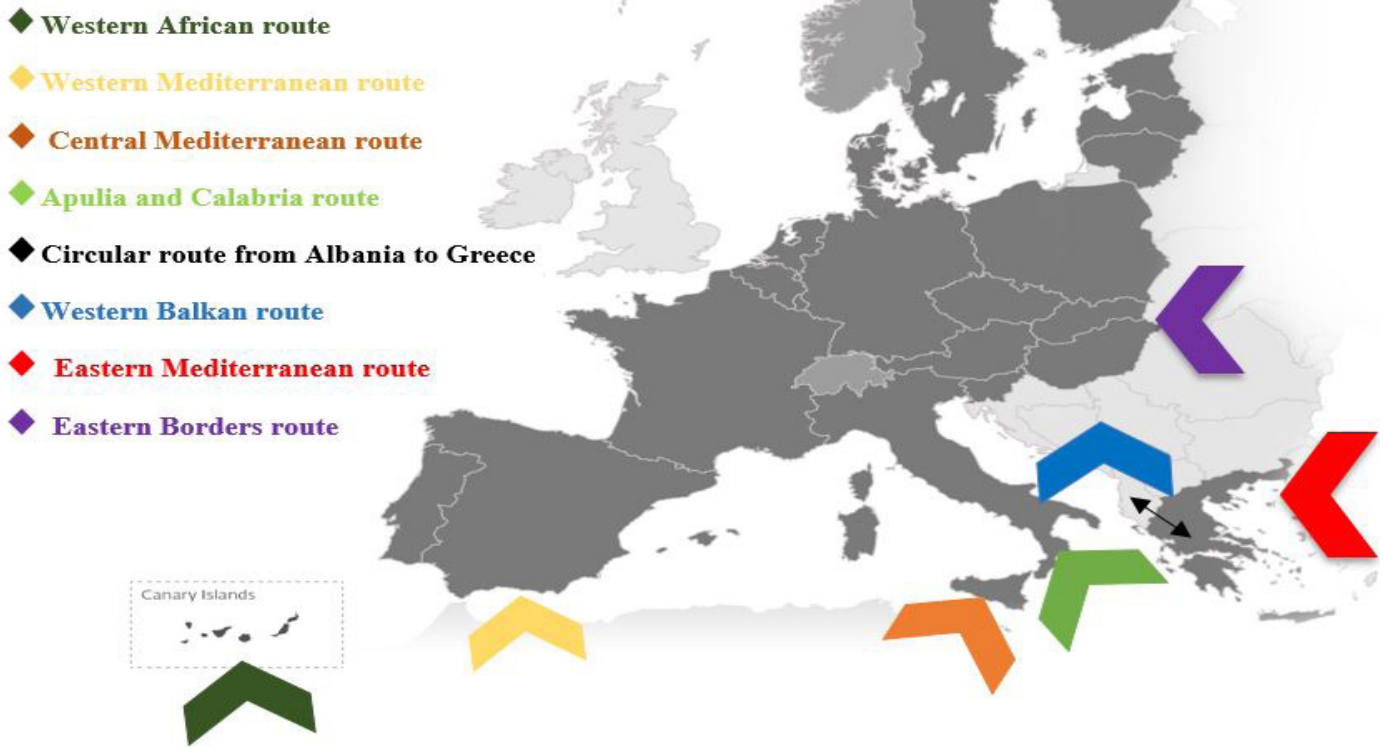 Western African route
Western Mediterranean route
Central Mediterranean route
Apulia and Calabria route
Circular route from Albania to Greece
Western Balkan route
Eastern Mediterranean route
Eastern Borders route
Canary Islands